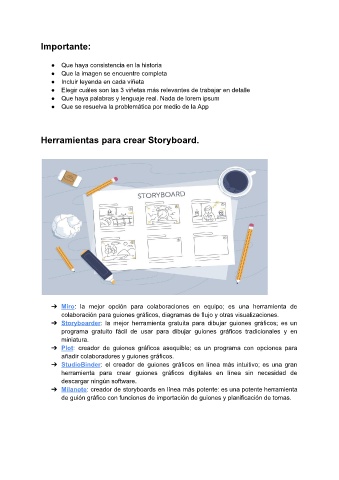 Importante:
● Que haya consistencia en la historia
● Que la imagen se encuentre completa
● Incluir leyenda en cada viñeta
● Elegir cuáles son las 3 viñetas más relevantes de trabajar en detalle
● Que haya palabras y lenguaje real. Nada de lorem ipsum
● Que se resuelva la problemática por medio de la App
Herramientas para crear Storyboard.
STORYBOARD
➔ Miro: la mejor opción para colaboraciones en equipo; es una herramienta de
colaboración para guiones gráficos, diagramas de flujo y otras visualizaciones.
➔ Storyboarder: la mejor herramienta gratuita para dibujar guiones gráficos; es un
programa gratuito fácil de usar para dibujar guiones gráficos tradicionales y en
miniatura.
➔ Plot: creador de guiones gráficos asequible; es un programa con opciones para
añadir colaboradores y guiones gráficos.
➔ StudioBinder: el creador de guiones gráficos en línea más intuitivo; es una gran
herramienta para crear guiones gráficos digitales en línea sin necesidad de
descargar ningún software.
➔ Milanote: creador de storyboards en línea más potente; es una potente herramienta
de guión gráfico con funciones de importación de guiones y planificación de tomas.